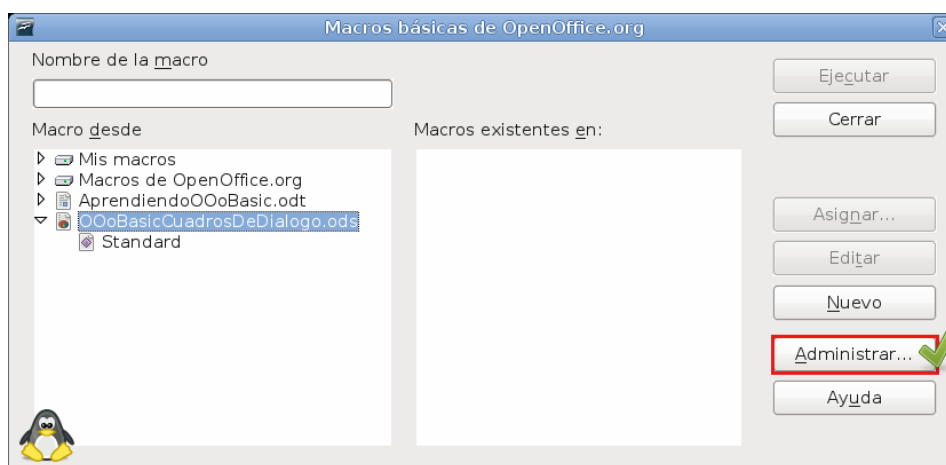 Macros básicas de OpenOffice.org
Nombre de la macro
Macro desde
Mis macros
Macros de OpenOffice.org
AprendiendoOOoBasic.odt
OOoBasicCuadrosDeDialogo.ods
Standard
Macros existentes en:
Ejecutar
Cerrar
Asignar...
Editar
Nuevo
Administrar...
Ayuda